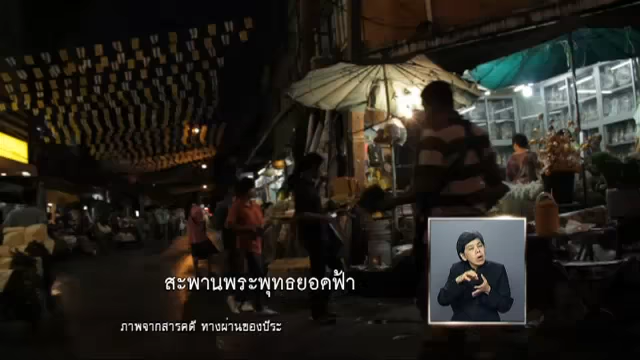 สะพานพระพุทธยอดฟ้า
ภาพจากสารคดี ทางผ่านของปีระ